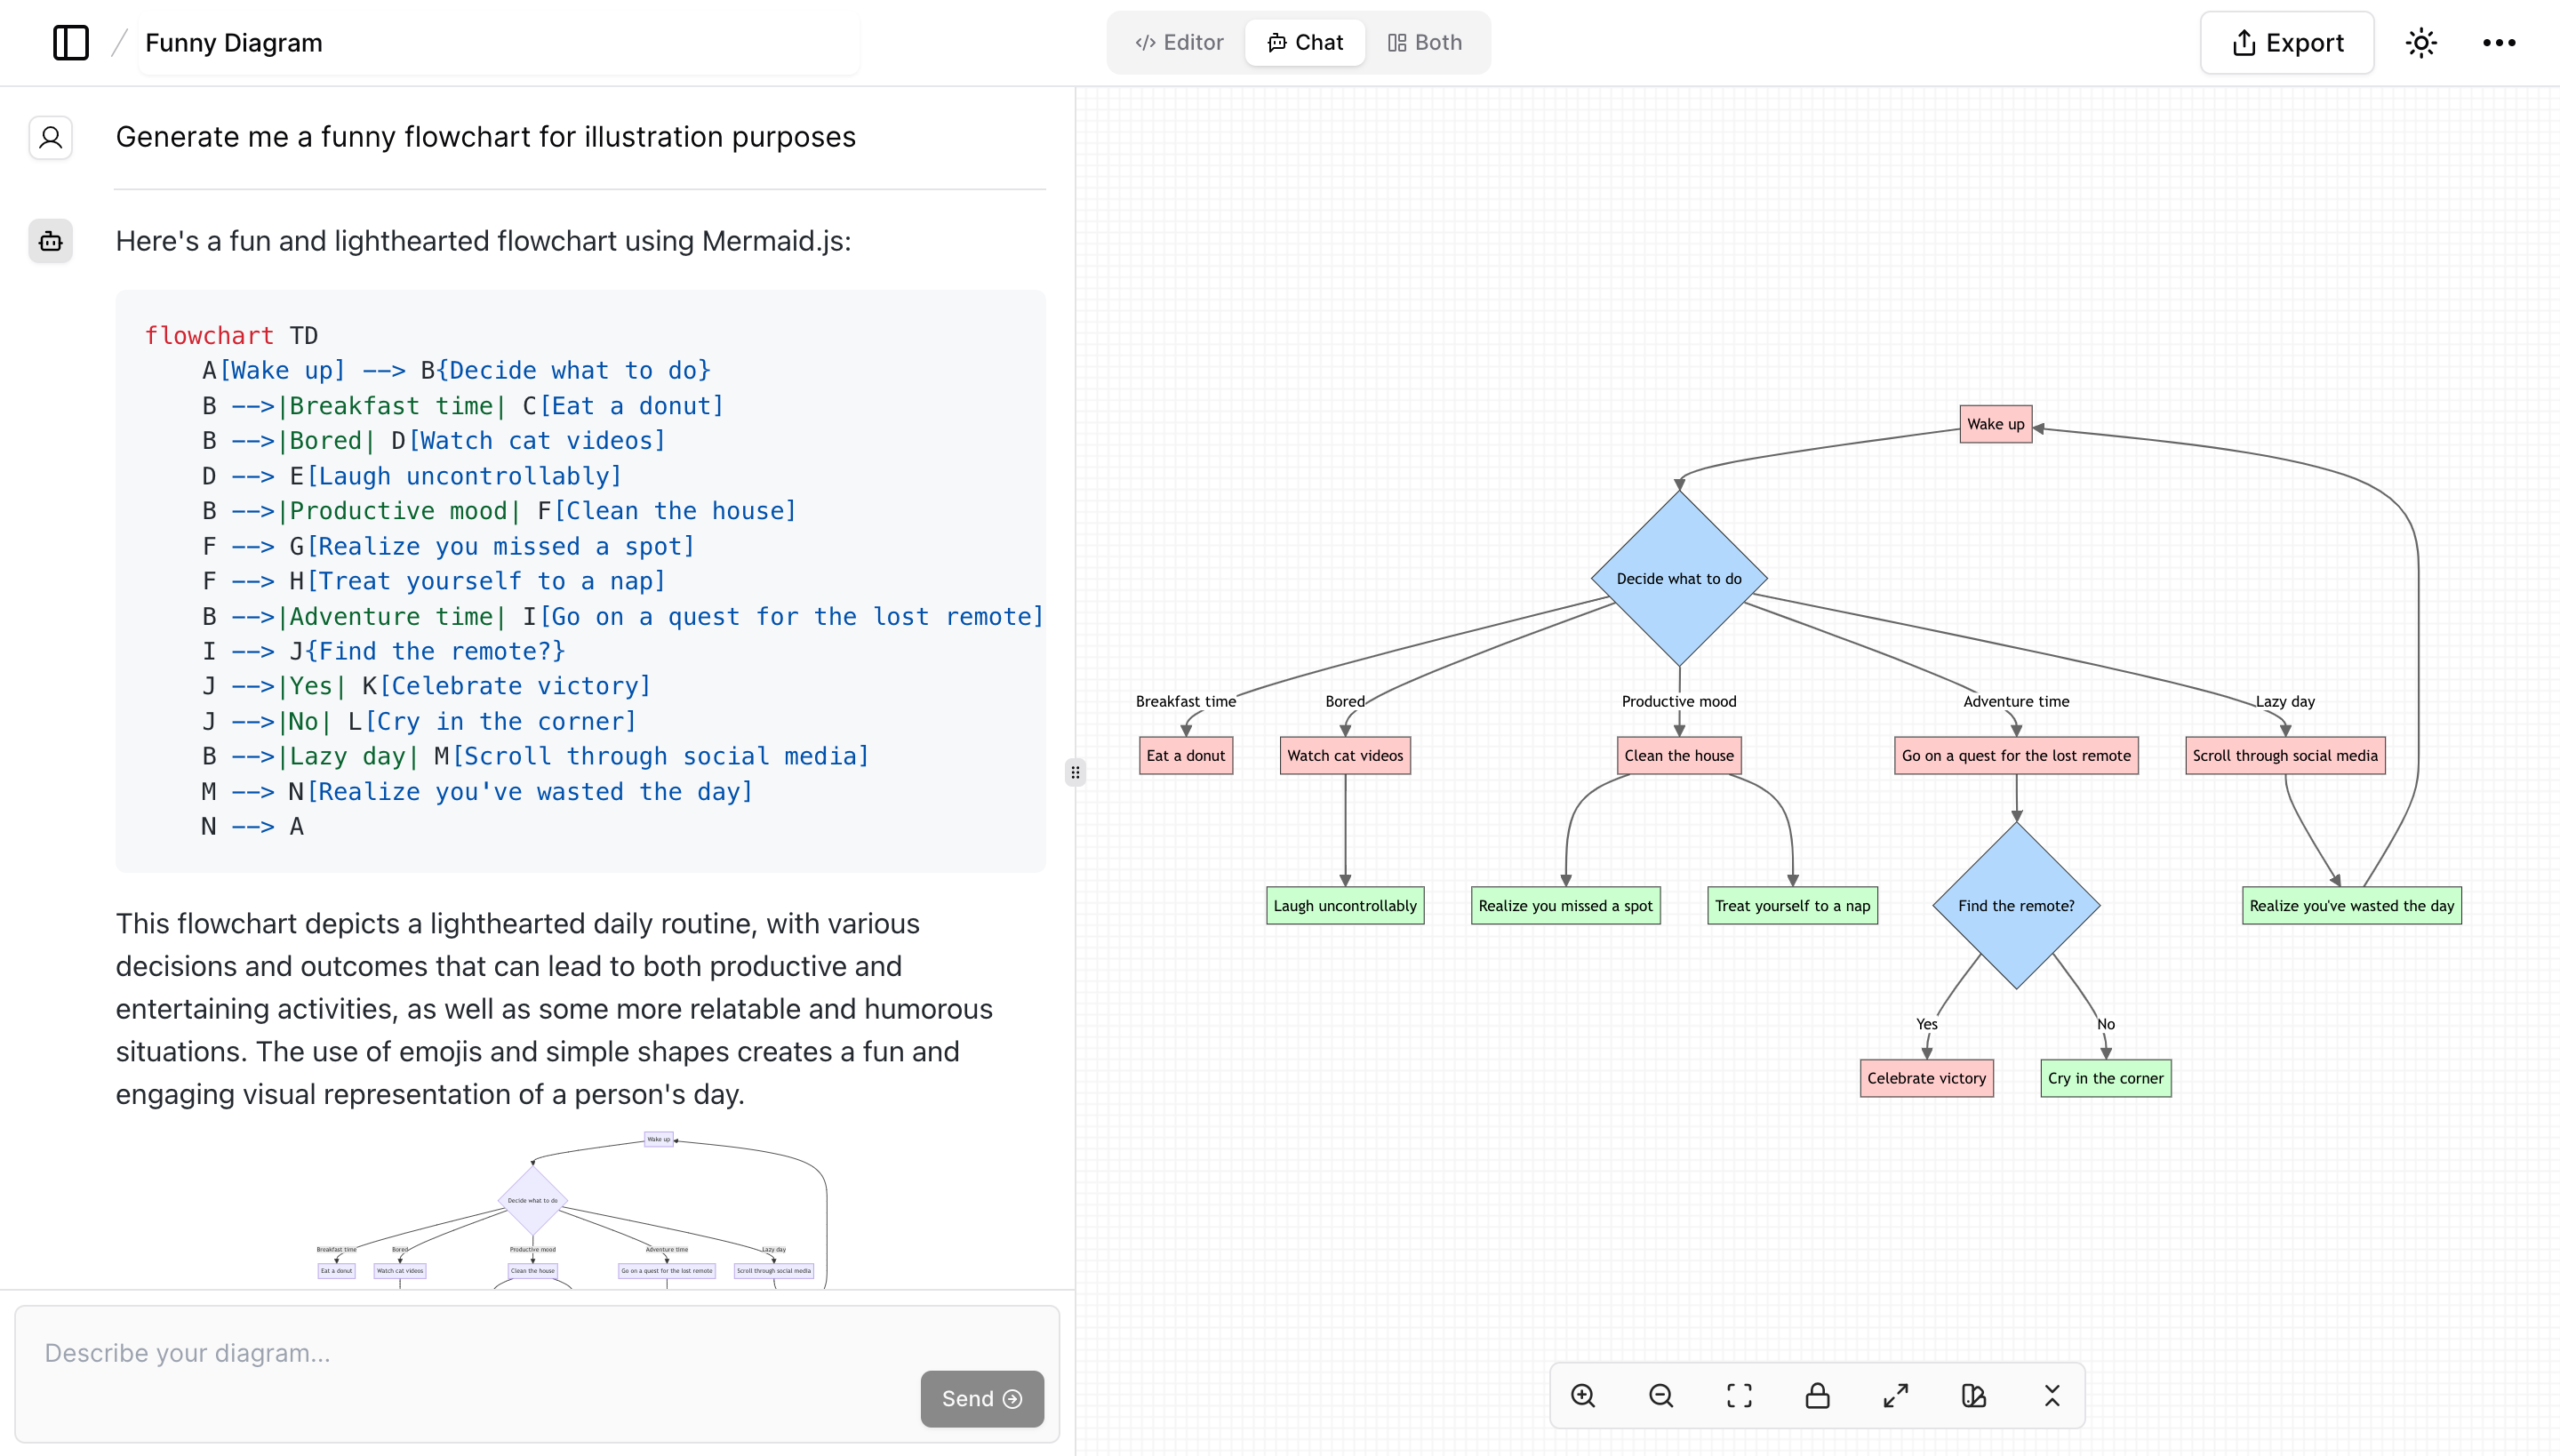 Funny Diagram
Editor
Chat
Both
Export
Generate me a funny flowchart for illustration purposes
Here's a fun and lighthearted flowchart using Mermaid.js:
flowchart TD
A[Wake up] --> B{Decide what to do}
B -->|Breakfast time| C[Eat a donut]
B -->|Bored| D[Watch cat videos]
D --> E[Laugh uncontrollably]
B -->|Productive mood| F[Clean the house]
F --> G[Realize you missed a spot]
F --> H[Treat yourself to a nap]
B -->|Adventure time| I[Go on a quest for the lost remote]
I --> J{Find the remote?}
J -->|Yes| K[Celebrate victory]
J -->|No| L[Cry in the corner]
B -->|Lazy day| M[Scroll through social media]
M --> N[Realize you've wasted the day]
N --> A
This flowchart depicts a lighthearted daily routine, with various
decisions and outcomes that can lead to both productive and
entertaining activities, as well as some more relatable and humorous
situations. The use of emojis and simple shapes creates a fun and
engaging visual representation of a person's day.
Wake up
Decide what to do
Breakfast time
Bored
Productive mood
Adventure time
Lazy day
Eat a donut
Watch cat videos
Clean the house
Go on a quest for the lost remote
Scroll through social media
Describe your diagram...
Send
Wake up
Decide what to do
Breakfast time
Bored
Productive mood
Adventure time
Lazy day
Eat a donut
Watch cat videos
Clean the house
Go on a quest for the lost remote
Scroll through social media
Laugh uncontrollably
Realize you missed a spot
Treat yourself to a nap
Find the remote?
Realize you've wasted the day
Yes
No
Celebrate victory
Cry in the corner